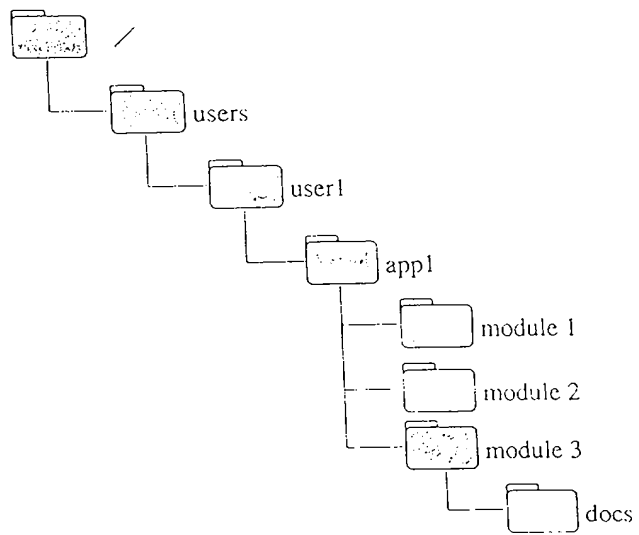 /
users
user1
app1
module 1
module 2
module 3
docs